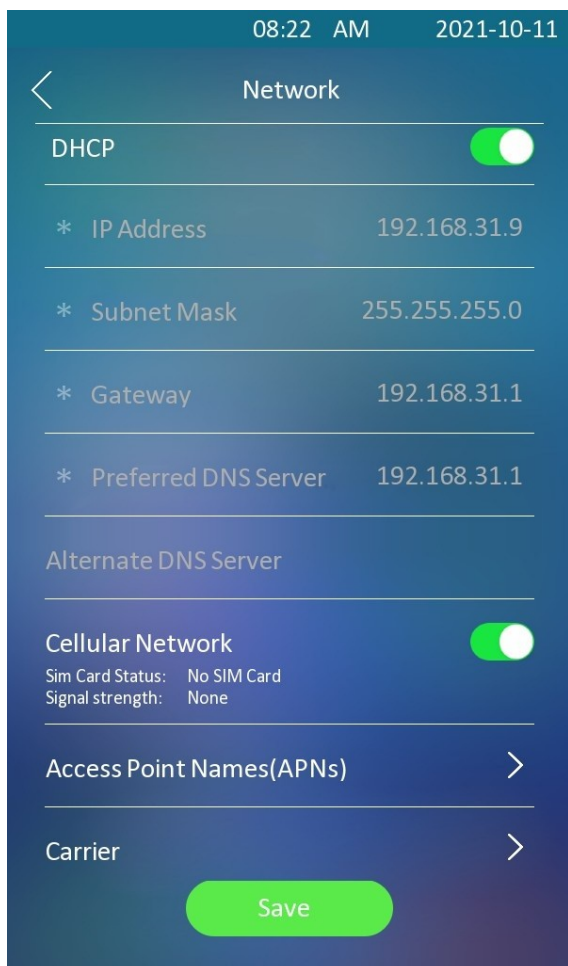 08:22 AM 2021-10-11
Network
DHCP
* IP Address 192.168.31.9
* Subnet Mask 255.255.255.0
* Gateway 192.168.31.1
* Preferred DNS Server 192.168.31.1
Alternate DNS Server
Cellular Network
Sim Card Status: No SIM Card
Signal strength: None
Access Point Names(APNs)
Carrier
Save